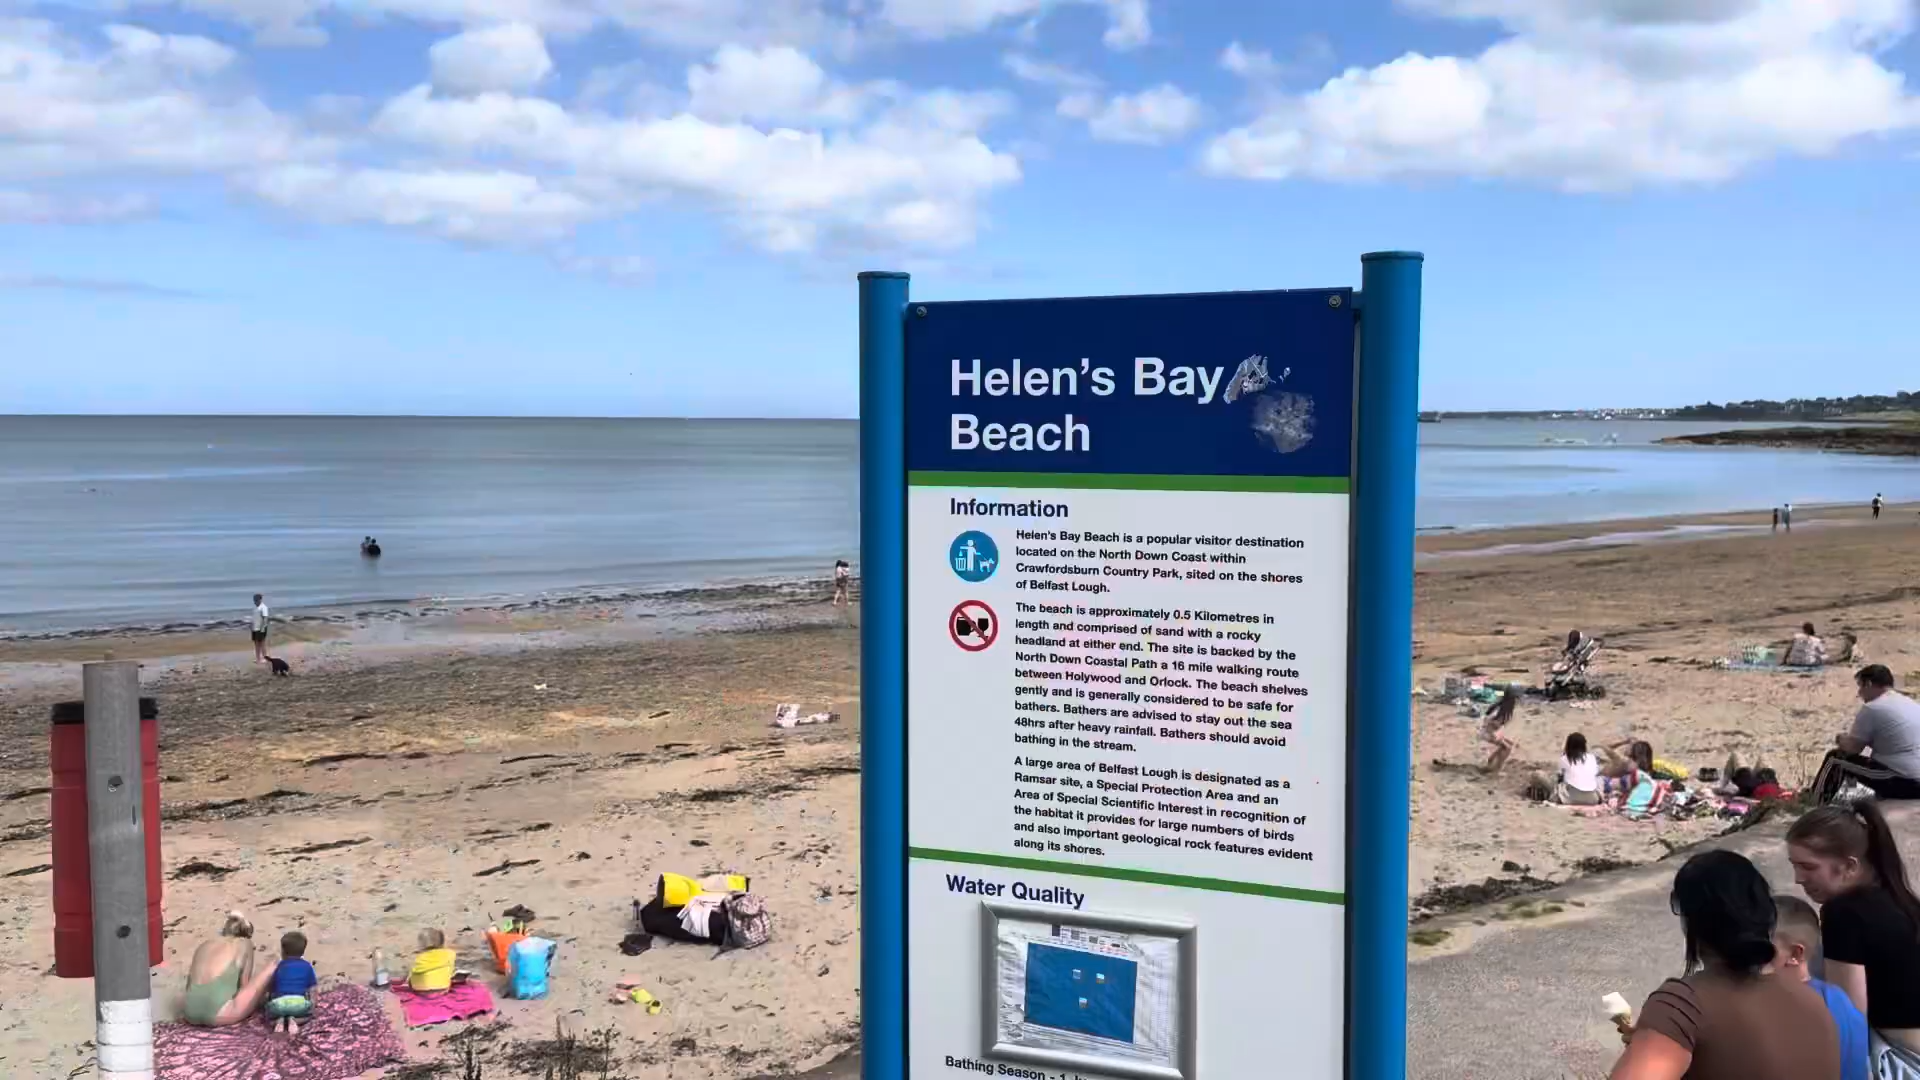 Helen's Bay
Beach
Information
Helen's Bay Beach is a popular visitor destination
located on the North Down Coast within
Crawfordsburn Country Park, sited on the shores
of Belfast Lough.
The beach is approximately 0.5 Kilometres in
length and comprised of sand with a rocky
headland at either end. The site is backed by the
North Down Coastal Path a 16 mile walking route
between Holywood and Orlock. The beach shelves
gently and is generally considered to be safe for
bathers. Bathers are advised to stay out the sea
48hrs after heavy rainfall. Bathers should avoid
bathing in the stream.
A large area of Belfast Lough is designated as a
Ramsar site, a Special Protection Area and an
Area of Special Scientific Interest in recognition of
the habitat it provides for large numbers of birds
and also important geological rock features evident
along its shores.
Water Quality
Bathing Season - 1